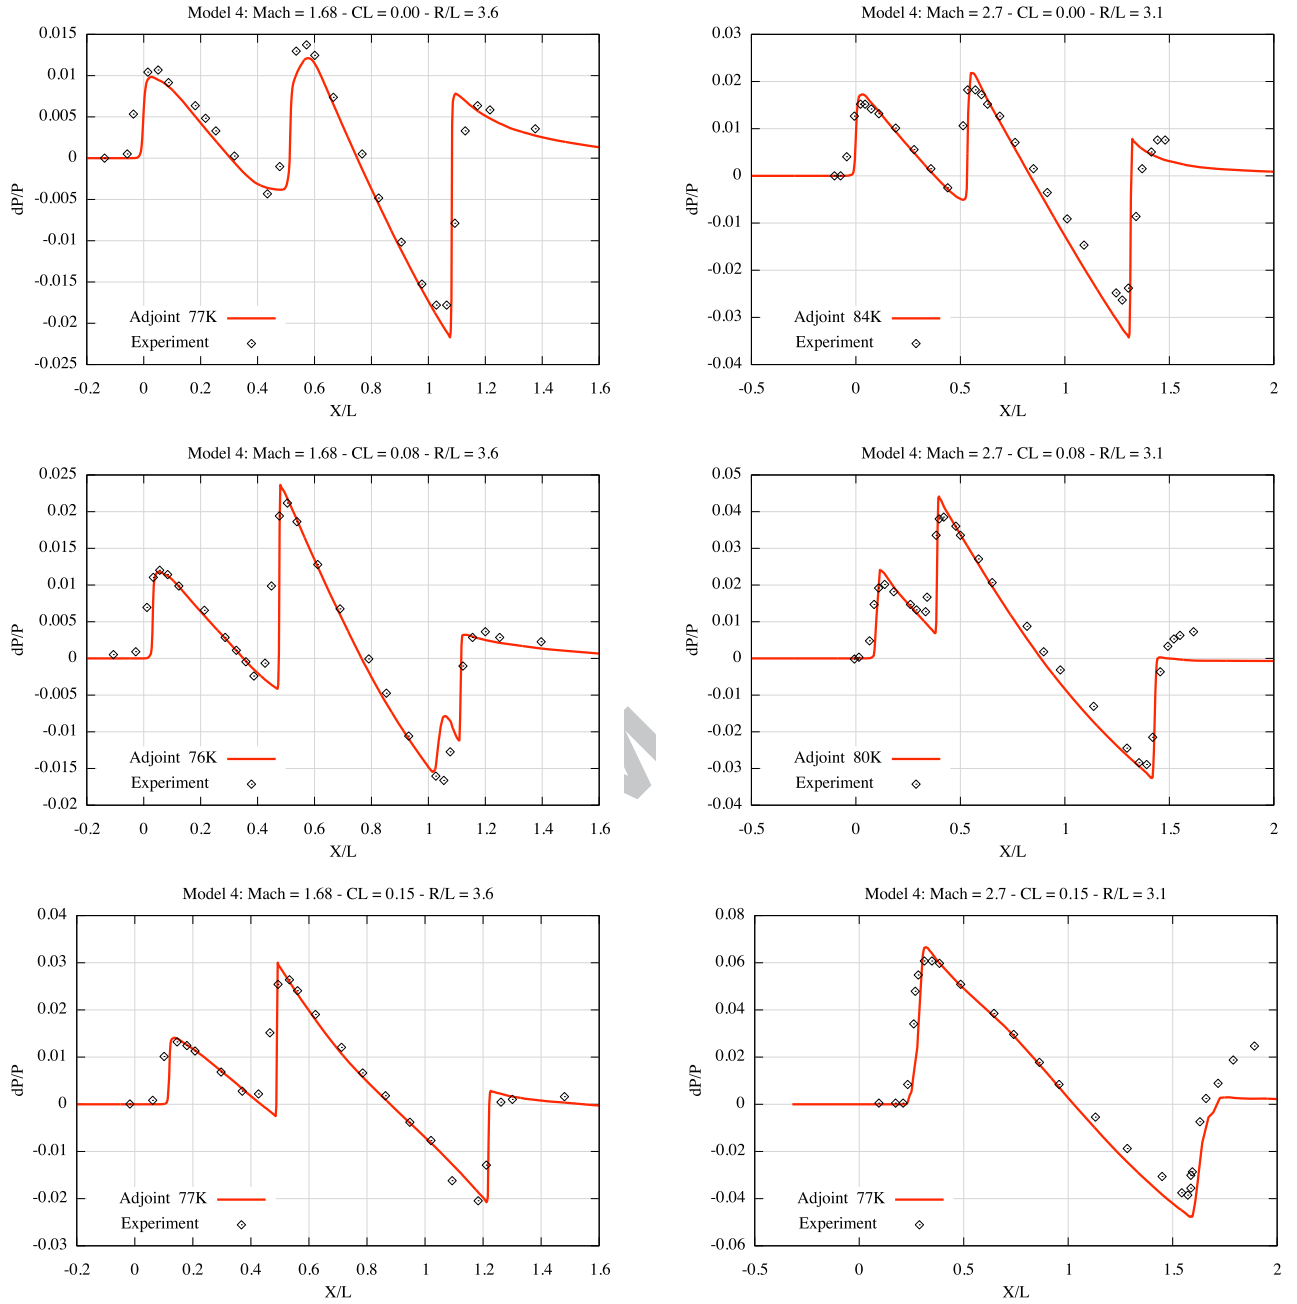 Model 4: Mach = 1.68 - CL = 0.00 - R/L = 3.6
0.015
0.01
0.005
0
-0.005
-0.01
-0.015
-0.02
-0.025
dP/P
Adjoint 77K
Experiment
-0.2 0 0.2 0.4 0.6 0.8 1 1.2 1.4 1.6
X/L
Model 4: Mach = 2.7 - CL = 0.00 - R/L = 3.1
0.03
0.02
0.01
0
-0.01
-0.02
-0.03
-0.04
dP/P
Adjoint 84K
Experiment
-0.5 0 0.5 1 1.5 2
X/L
Model 4: Mach = 1.68 - CL = 0.08 - R/L = 3.6
0.025
0.02
0.015
0.01
0.005
0
-0.005
-0.01
-0.015
-0.02
dP/P
Adjoint 76K
Experiment
-0.2 0 0.2 0.4 0.6 0.8 1 1.2 1.4 1.6
X/L
Model 4: Mach = 2.7 - CL = 0.08 - R/L = 3.1
0.05
0.04
0.03
0.02
0.01
0
-0.01
-0.02
-0.03
-0.04
dP/P
Adjoint 80K
Experiment
-0.5 0 0.5 1 1.5 2
X/L
Model 4: Mach = 1.68 - CL = 0.15 - R/L = 3.6
0.04
0.03
0.02
0.01
0
-0.01
-0.02
-0.03
dP/P
Adjoint 77K
Experiment
-0.2 0 0.2 0.4 0.6 0.8 1 1.2 1.4 1.6
X/L
Model 4: Mach = 2.7 - CL = 0.15 - R/L = 3.1
0.08
0.06
0.04
0.02
0
-0.02
-0.04
-0.06
dP/P
Adjoint 77K
Experiment
-0.5 0 0.5 1 1.5 2
X/L